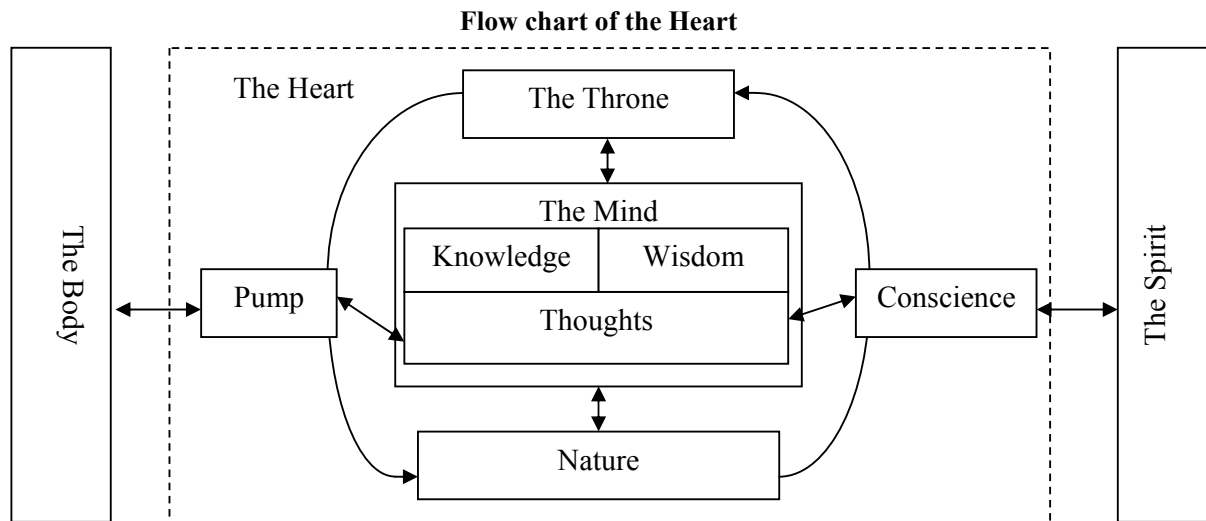 Flow chart of the Heart
The Heart
The Throne
The Mind
Knowledge
Wisdom
Thoughts
The Body
Pump
Conscience
The Spirit
Nature